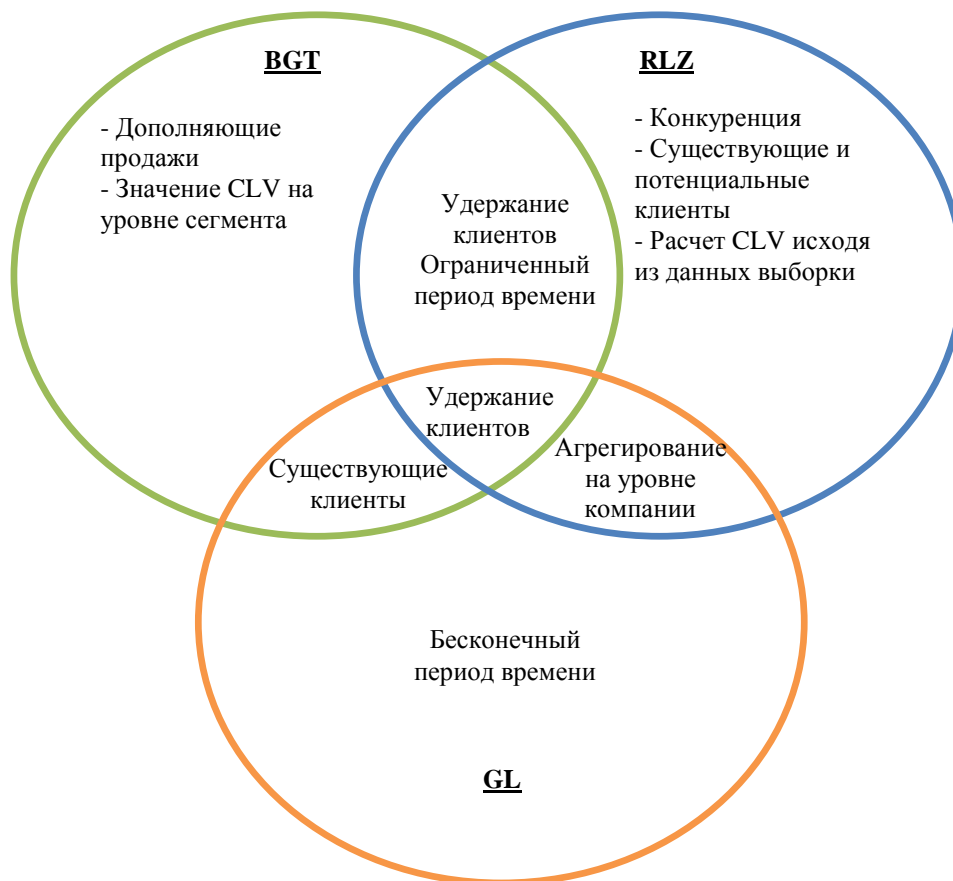 BGT
- Дополняющие
продажи
- Значение CLV на
уровне сегмента
RLZ
- Конкуренция
- Существующие и
потенциальные
клиенты
- Расчет CLV исходя
из данных выборки
Удержание
клиентов
Ограниченный
период времени
Удержание
клиентов
Существующие
клиенты
Агрегирование
на уровне
компании
Бесконечный
период времени
GL